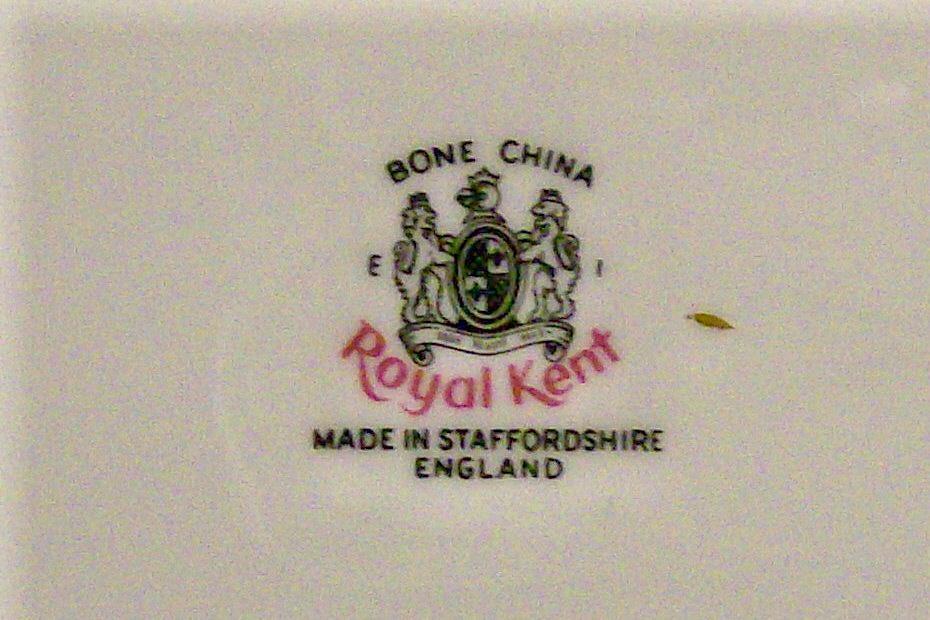 BONE CHINA
E I
Royal Kent
MADE IN STAFFORDSHIRE
ENGLAND